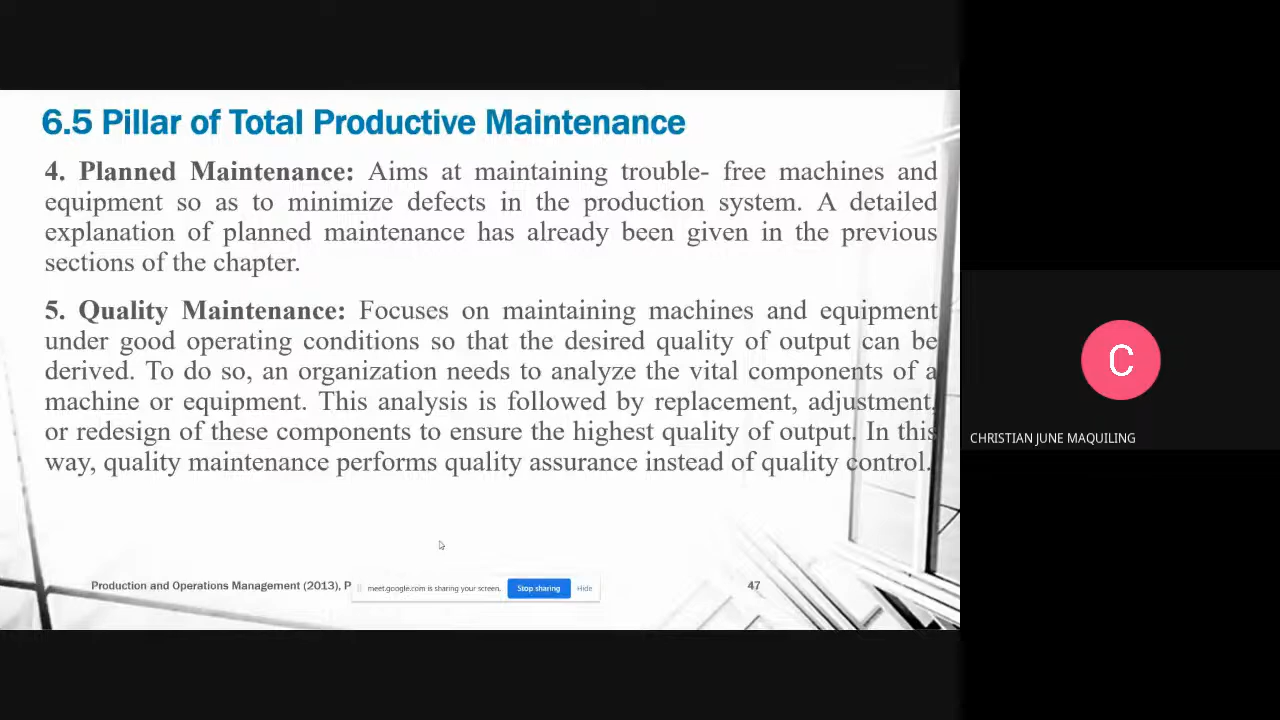 6.5 Pillar of Total Productive Maintenance
4. Planned Maintenance: Aims at maintaining trouble- free machines and
equipment so as to minimize defects in the production system. A detailed
explanation of planned maintenance has already been given in the previous
sections of the chapter.
5. Quality Maintenance: Focuses on maintaining machines and equipment
under good operating conditions so that the desired quality of output can be
derived. To do so, an organization needs to analyze the vital components of a
machine or equipment. This analysis is followed by replacement, adjustment,
or redesign of these components to ensure the highest quality of output. In this
way, quality maintenance performs quality assurance instead of quality control.
Production and Operations Management (2013), P
meet.google.com is sharing your screen.
Stop sharing
Hide
47
C
CHRISTIAN JUNE MAQUILING